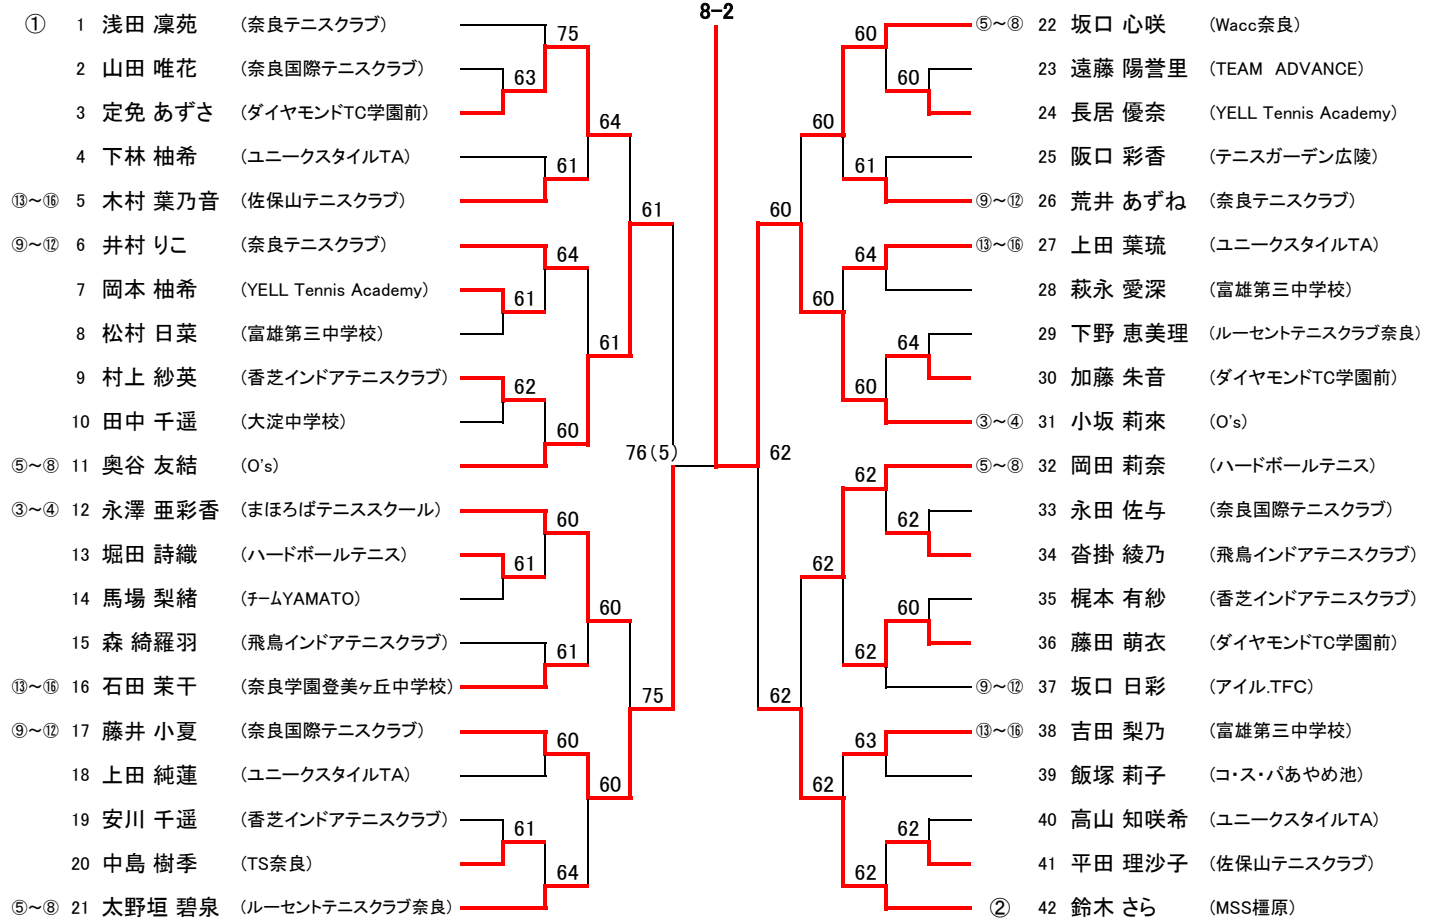 8-2
① 1 浅田 凜苑 (奈良テニスクラブ)
75
2 山田 唯花 (奈良国際テニスクラブ)
63
3 定免 あずさ (ダイヤモンドTC学園前)
64
4 下林 柚希 (ユニークスタイルTA)
61
⑬~⑯ 5 木村 葉乃音 (佐保山テニスクラブ)
61
⑨~⑫ 6 井村 りこ (奈良テニスクラブ)
64
7 岡本 柚希 (YELL Tennis Academy)
61
8 松村 日菜 (富雄第三中学校)
61
9 村上 紗英 (香芝インドアテニスクラブ)
62
10 田中 千遥 (大淀中学校)
60
76(5)
⑤~⑧ 11 奥谷 友結 (O's)
③~④ 12 永澤 亜彩香 (まほろばテニススクール)
60
13 堀田 詩織 (ハードボールテニス)
61
14 馬場 梨緒 (チームYAMATO)
60
15 森 綺羅羽 (飛鳥インドアテニスクラブ)
61
⑬~⑯ 16 石田 茉干 (奈良学園登美ヶ丘中学校)
75
⑨~⑫ 17 藤井 小夏 (奈良国際テニスクラブ)
60
18 上田 純蓮 (ユニークスタイルTA)
60
19 安川 千遥 (香芝インドアテニスクラブ)
61
20 中島 樹季 (TS奈良)
64
⑤~⑧ 21 太野垣 碧泉 (ルーセントテニスクラブ奈良)
⑤~⑧ 22 坂口 心咲 (Wacc奈良)
60
23 遠藤 陽誉里 (TEAM ADVANCE)
60
24 長居 優奈 (YELL Tennis Academy)
60
25 阪口 彩香 (テニスガーデン広陵)
61
⑨~⑫ 26 荒井 あずね (奈良テニスクラブ)
60
⑬~⑯ 27 上田 葉琉 (ユニークスタイルTA)
64
28 萩永 愛深 (富雄第三中学校)
60
29 下野 恵美理 (ルーセントテニスクラブ奈良)
64
30 加藤 朱音 (ダイヤモンドTC学園前)
60
③~④ 31 小坂 莉來 (O's)
62
⑤~⑧ 32 岡田 莉奈 (ハードボールテニス)
62
33 永田 佐与 (奈良国際テニスクラブ)
62
34 沓掛 綾乃 (飛鳥インドアテニスクラブ)
62
35 梶本 有紗 (香芝インドアテニスクラブ)
60
36 藤田 萌衣 (ダイヤモンドTC学園前)
62
⑨~⑫ 37 坂口 日彩 (アイル.TFC)
62
⑬~⑯ 38 吉田 梨乃 (富雄第三中学校)
63
39 飯塚 莉子 (コ・ス・パあやめ池)
62
40 高山 知咲希 (ユニークスタイルTA)
62
41 平田 理沙子 (佐保山テニスクラブ)
62
② 42 鈴木 さら (MSS橿原)